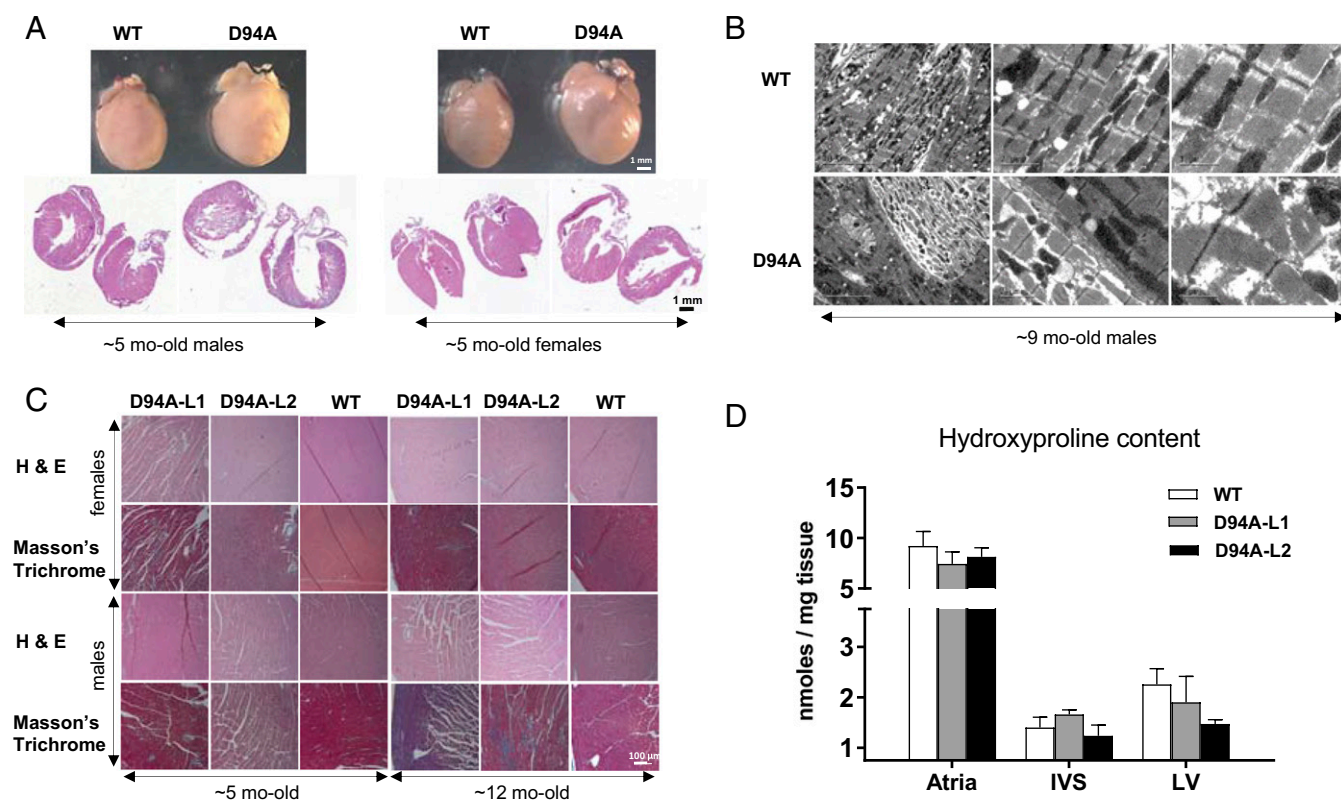 A
WT
D94A
WT
D94A
1 mm
1 mm
~5 mo-old males
~5 mo-old females
B
WT
D94A
~9 mo-old males
C
D94A-L1
D94A-L2
WT
D94A-L1
D94A-L2
WT
H & E
females
Masson's
Trichrome
H & E
males
Masson's
Trichrome
100 µm
~5 mo-old
~12 mo-old
D
Hydroxyproline content
WT
D94A-L1
D94A-L2
nmoles / mg tissue
15
10
5
3
2
1
Atria
IVS
LV